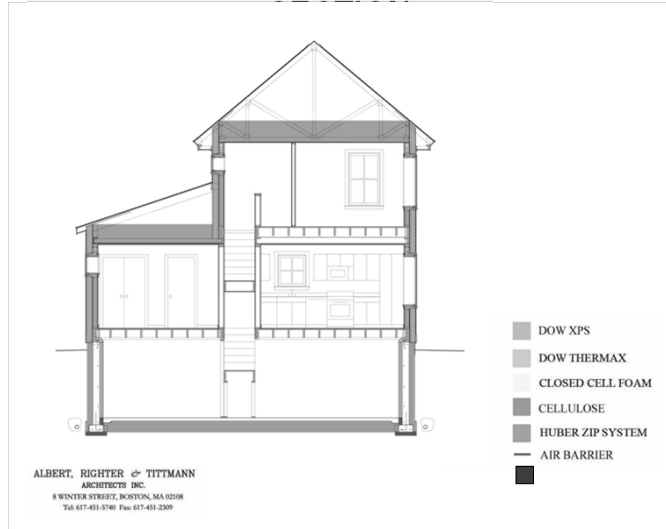 DOW XPS
DOW THERMAX
CLOSED CELL FOAM
CELLULOSE
HUBER ZIP SYSTEM
AIR BARRIER
ALBERT, RIGHTER & TITTMANN
ARCHITECTS INC.
8 WINTER STREET, BOSTON, MA 02108
Tel: 617-451-5740 Fax: 617-451-2309